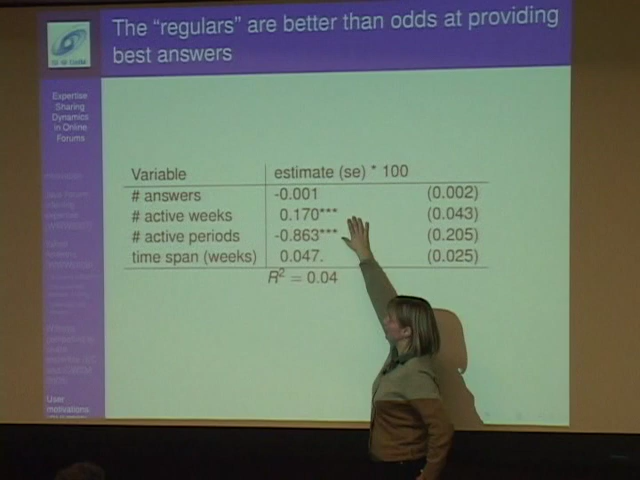 The "regulars" are better than odds at providing
best answers
Expertise
Sharing
Dynamics
in Online
Forums
Variable estimate (se) * 100
# answers -0.001 (0.002)
# active weeks 0.170*** (0.043)
# active periods -0.863*** (0.205)
time span (weeks) 0.047. (0.025)
R² = 0.04
User
motivations